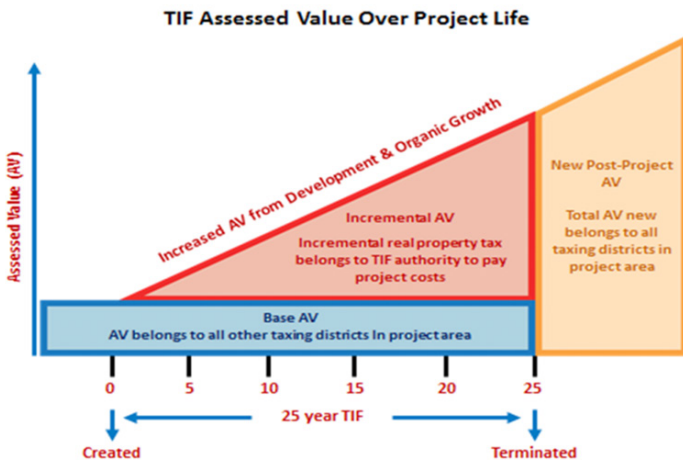 TIF Assessed Value Over Project Life
Assessed Value (AV)
Increased AV from Development & Organic Growth
Incremental AV
Incremental real property tax
belongs to TIF authority to pay
project costs
New Post-Project
AV
Total AV new
belongs to all
taxing districts in
project area
Base AV
AV belongs to all other taxing districts In project area
0 5 10 15 20 25
25 year TIF
Created Terminated